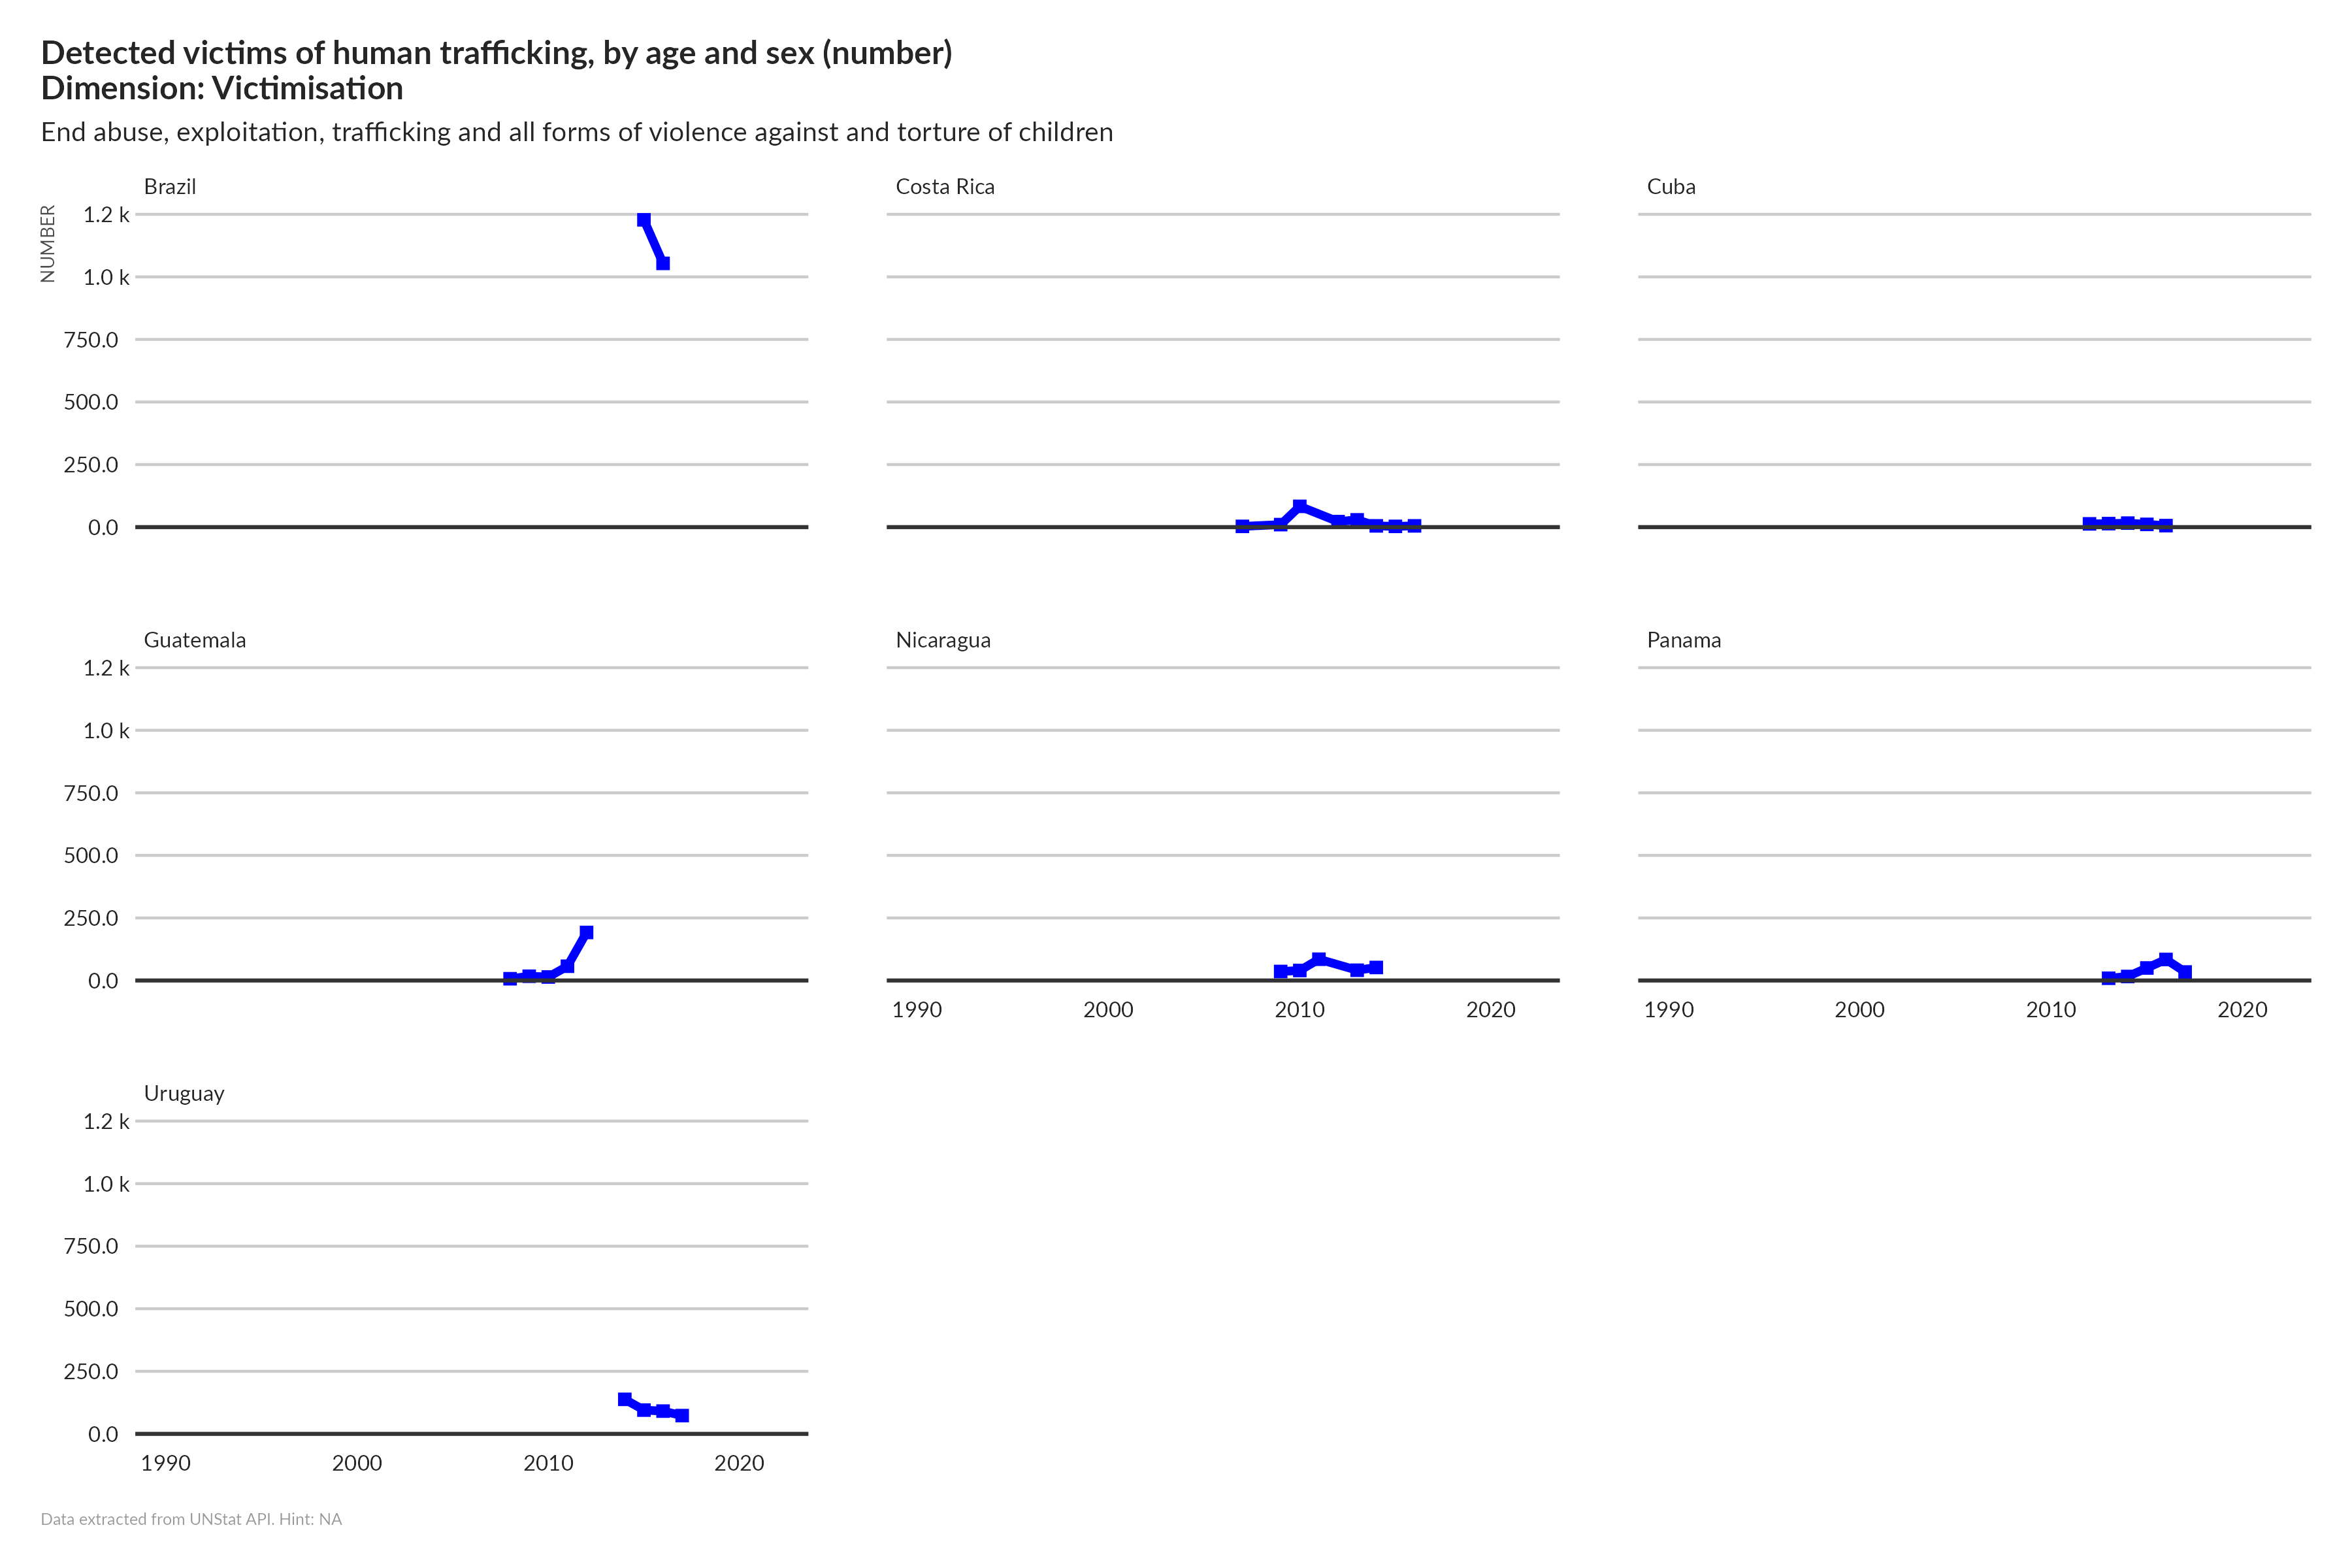 Detected victims of human trafficking, by age and sex (number)
Dimension: Victimisation
End abuse, exploitation, trafficking and all forms of violence against and torture of children
Brazil
Costa Rica
Cuba
NUMBER
1.2 k
1.0 k
750.0
500.0
250.0
0.0
Guatemala
Nicaragua
Panama
1.2 k
1.0 k
750.0
500.0
250.0
0.0
1990 2000 2010 2020
1990 2000 2010 2020
Uruguay
1.2 k
1.0 k
750.0
500.0
250.0
0.0
1990 2000 2010 2020
Data extracted from UNStat API. Hint: NA